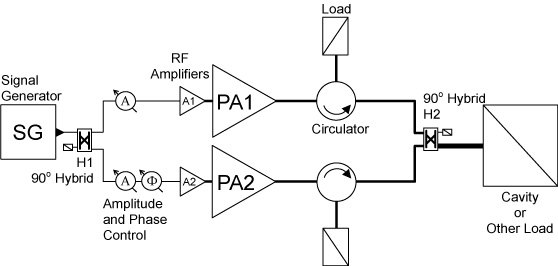 Load
RF
Amplifiers
Signal
Generator
SG
A
A1
PA1
Circulator
90° Hybrid
H2
H1
90° Hybrid
A
Φ
A2
PA2
Amplitude
and Phase
Control
Cavity
or
Other Load